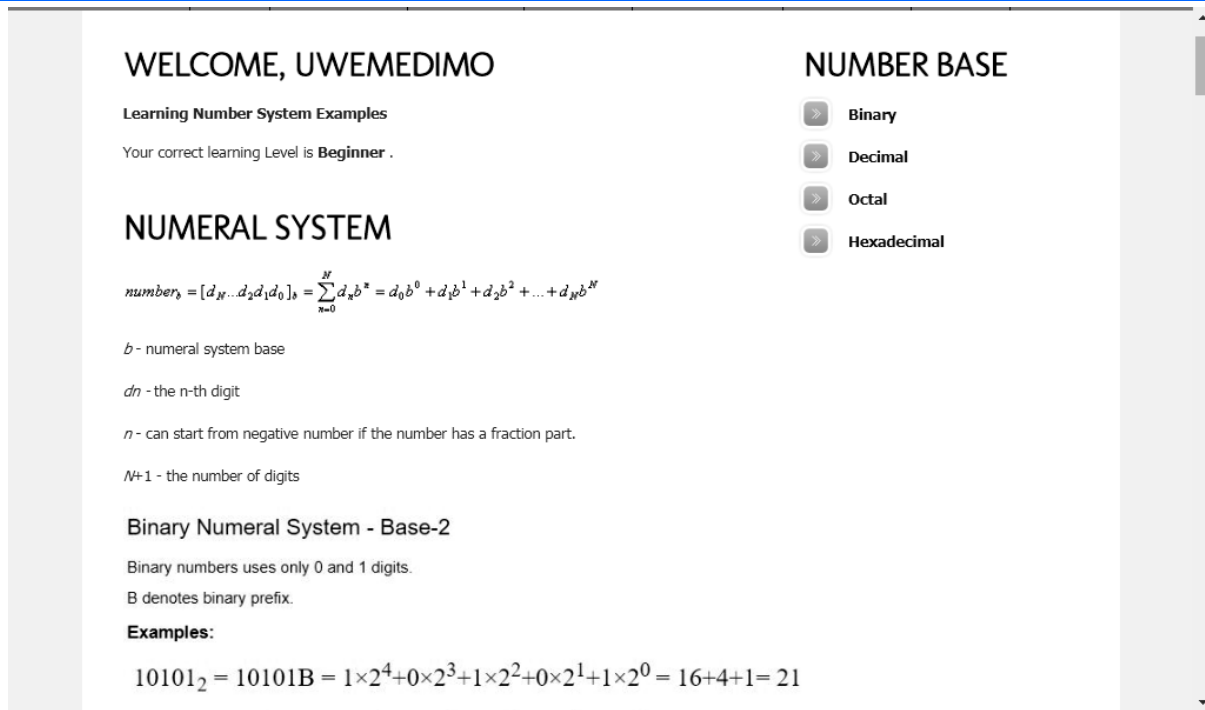 WELCOME, UWEMEDIMO
Learning Number System Examples
Your correct learning Level is Beginner .
NUMERAL SYSTEM
number_b = [d_N...d_2d_1d_0]_b = \sum_{n=0}^{N} d_nb^n = d_0b^0 + d_1b^1 + d_2b^2 + ... + d_Nb^N
b - numeral system base
dn - the n-th digit
n - can start from negative number if the number has a fraction part.
N+1 - the number of digits
Binary Numeral System - Base-2
Binary numbers uses only 0 and 1 digits.
B denotes binary prefix.
Examples:
10101₂ = 10101B = 1×2⁴+0×2³+1×2²+0×2¹+1×2⁰ = 16+4+1= 21
NUMBER BASE
Binary
Decimal
Octal
Hexadecimal